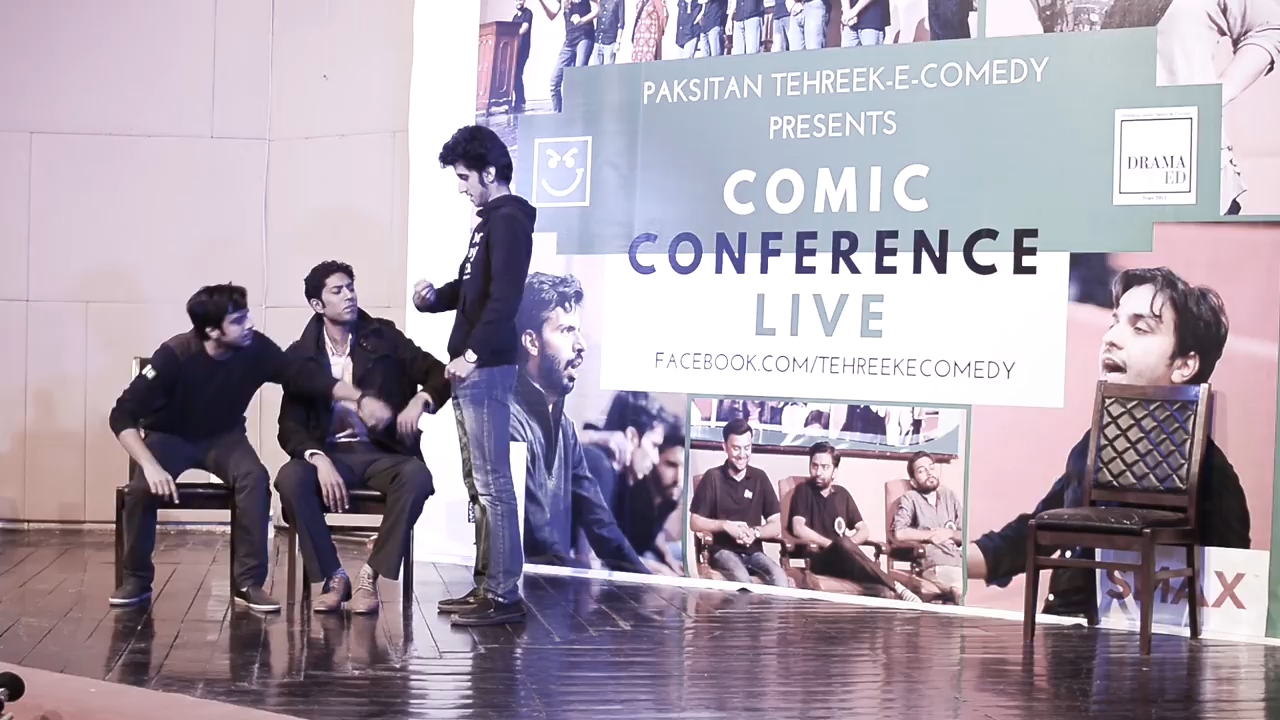 PAKSITAN TEHREEK-E-COMEDY
PRESENTS
COMIC
CONFERENCE
LIVE
FACEBOOK.COM/TEHREEKECOMEDY
DRAMA
ED